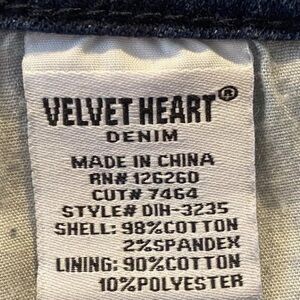 VELVET HEART®
DENIM
MADE IN CHINA
RN# 126260
CUT# 7464
STYLE# DIH-3235
SHELL: 98%COTTON
2%SPANDEX
LINING: 90%COTTON
10%POLYESTER